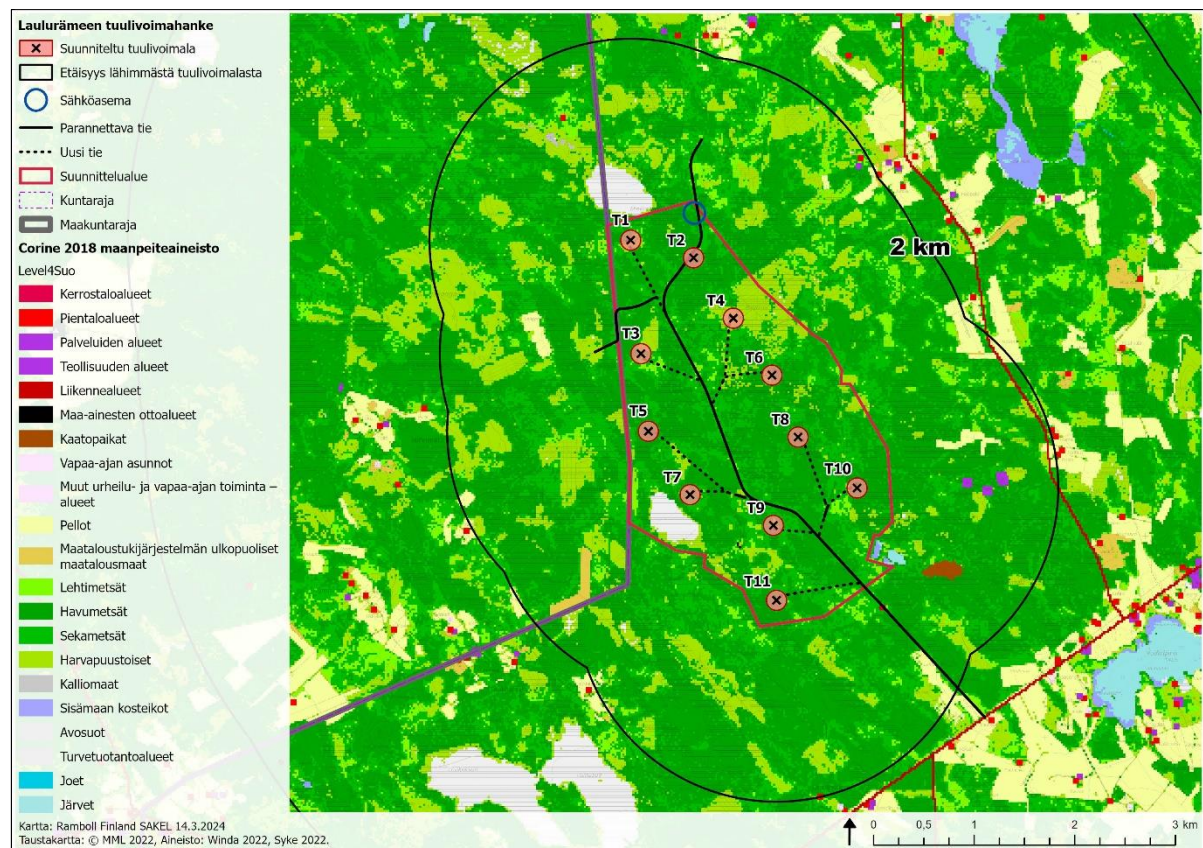 Laulurämeen tuulivoimahanke
Suunniteltu tuulivoimala
Etäisyys lähimmästä tuulivoimalasta
Sähköasema
Parannettava tie
Uusi tie
Suunnittelualue
Kuntaraja
Maakuntaraja
Corine 2018 maanpeiteaineisto
Level4Suo
Kerrostaloalueet
Pientaloalueet
Palveluiden alueet
Teollisuuden alueet
Liikennealueet
Maa-ainesten ottoalueet
Kaatopaikat
Vapaa-ajan asunnot
Muut urheilu- ja vapaa-ajan toiminta –
alueet
Pellot
Maataloustukijärjestelmän ulkopuoliset
maatalousmaat
Lehtimetsät
Havumetsät
Sekametsät
Harvapuustoiset
Kalliomaat
Sisämaan kosteikot
Avosuot
Turvetuotantoalueet
Joet
Järvet
Kartta: Ramboll Finland SAKEL 14.3.2024
Taustakartta: © MML 2022, Aineisto: Winda 2022, Syke 2022.
T1
T2
2 km
T4
T3
T6
T5
T8
T7
T10
T9
T11
0 0,5 1 2 3 km